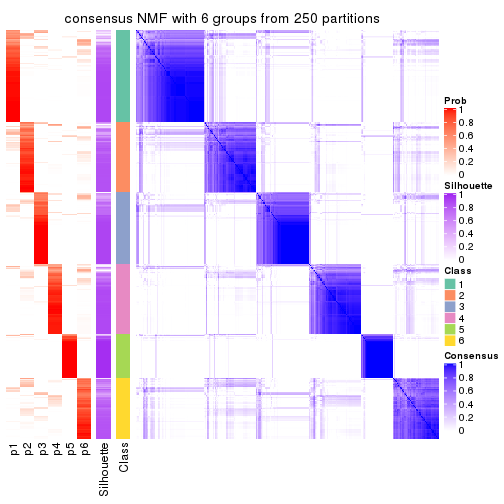 consensus NMF with 6 groups from 250 partitions
Prob
1
0.8
0.6
0.4
0.2
0
Silhouette
1
0.8
0.6
0.4
0.2
0
Class
1
2
3
4
5
6
Consensus
1
0.8
0.6
0.4
0.2
0
p1
p2
p3
p4
p5
p6
Silhouette
Class